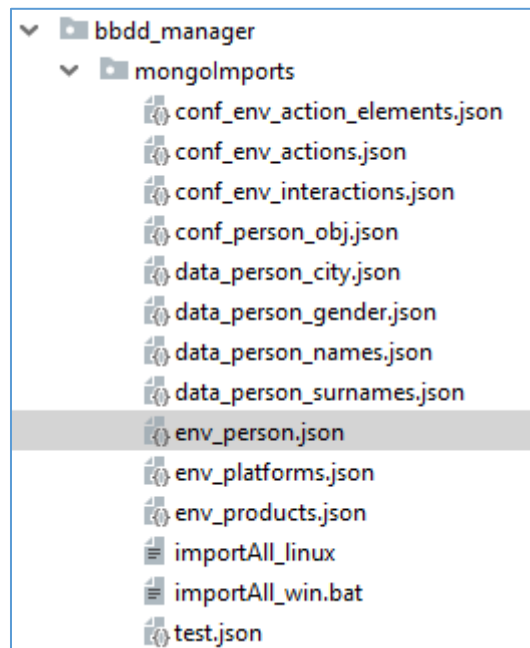 bbdd_manager
mongoImports
conf_env_action_elements.json
conf_env_actions.json
conf_env_interactions.json
conf_person_obj.json
data_person_city.json
data_person_gender.json
data_person_names.json
data_person_surnames.json
env_person.json
env_platforms.json
env_products.json
importAll_linux
importAll_win.bat
test.json